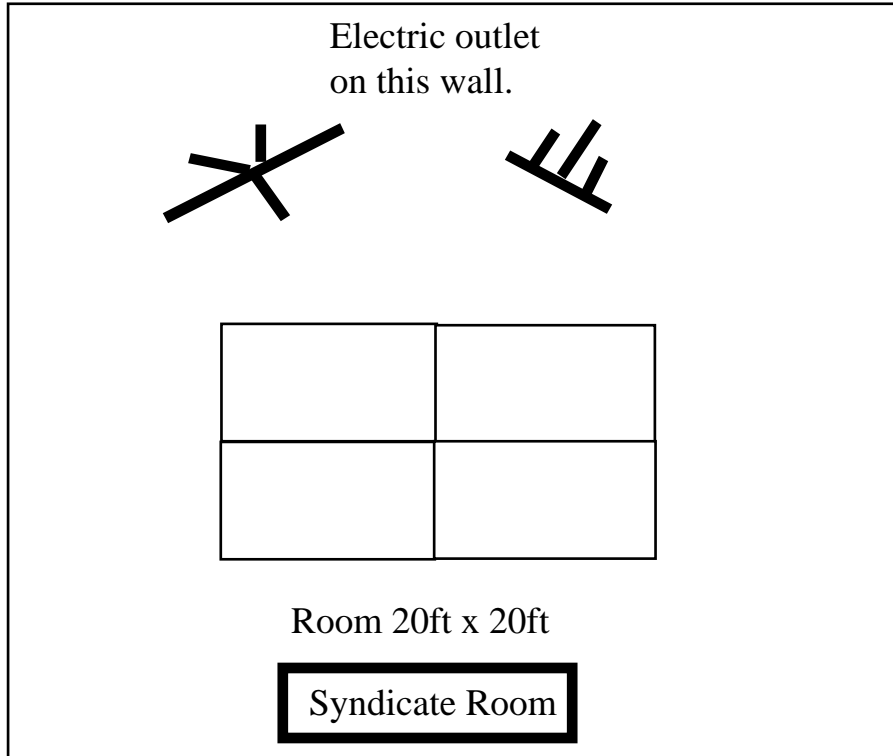 Electric outlet
on this wall.
Room 20ft x 20ft
Syndicate Room